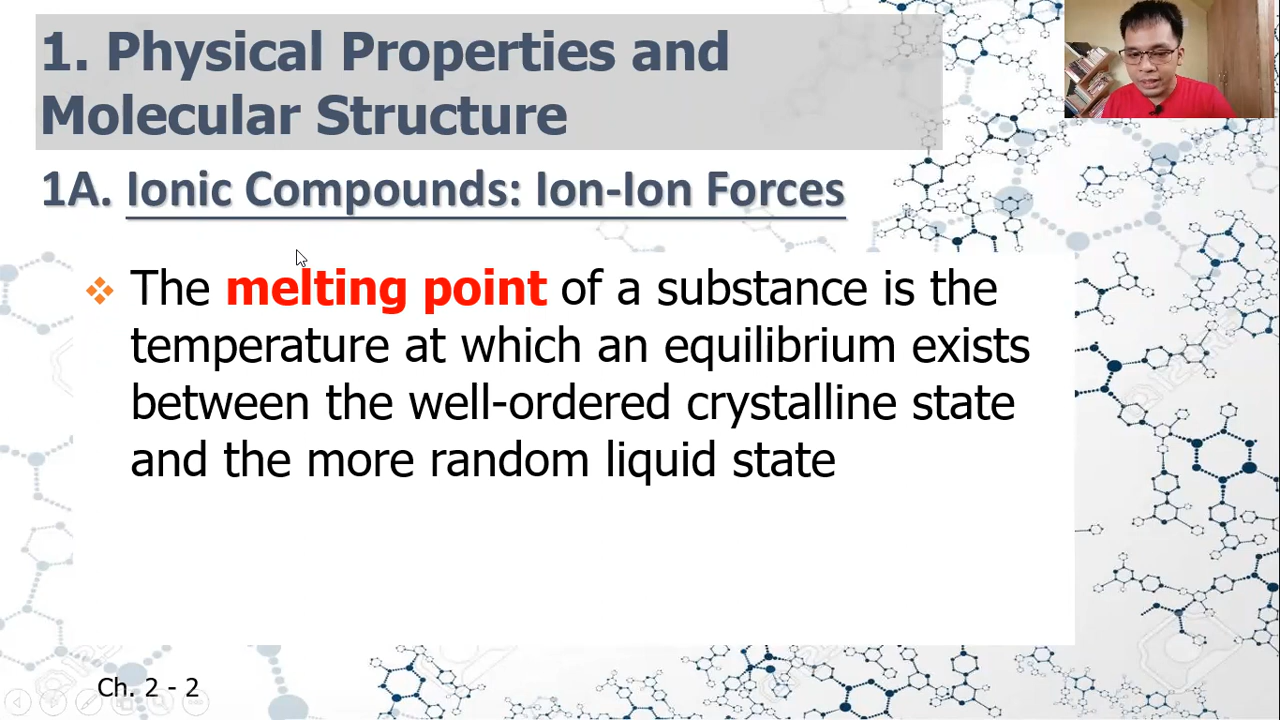 1. Physical Properties and
Molecular Structure
1A. Ionic Compounds: Ion-Ion Forces
❖ The melting point of a substance is the
temperature at which an equilibrium exists
between the well-ordered crystalline state
and the more random liquid state
Ch. 2 - 2